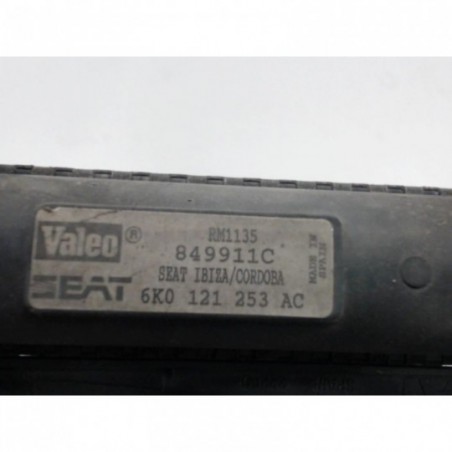 Valeo®
RM1135
849911C
SEAT IBIZA/CORDOBA
SEAT
6K0 121 253 AC
MADE IN
SPAIN